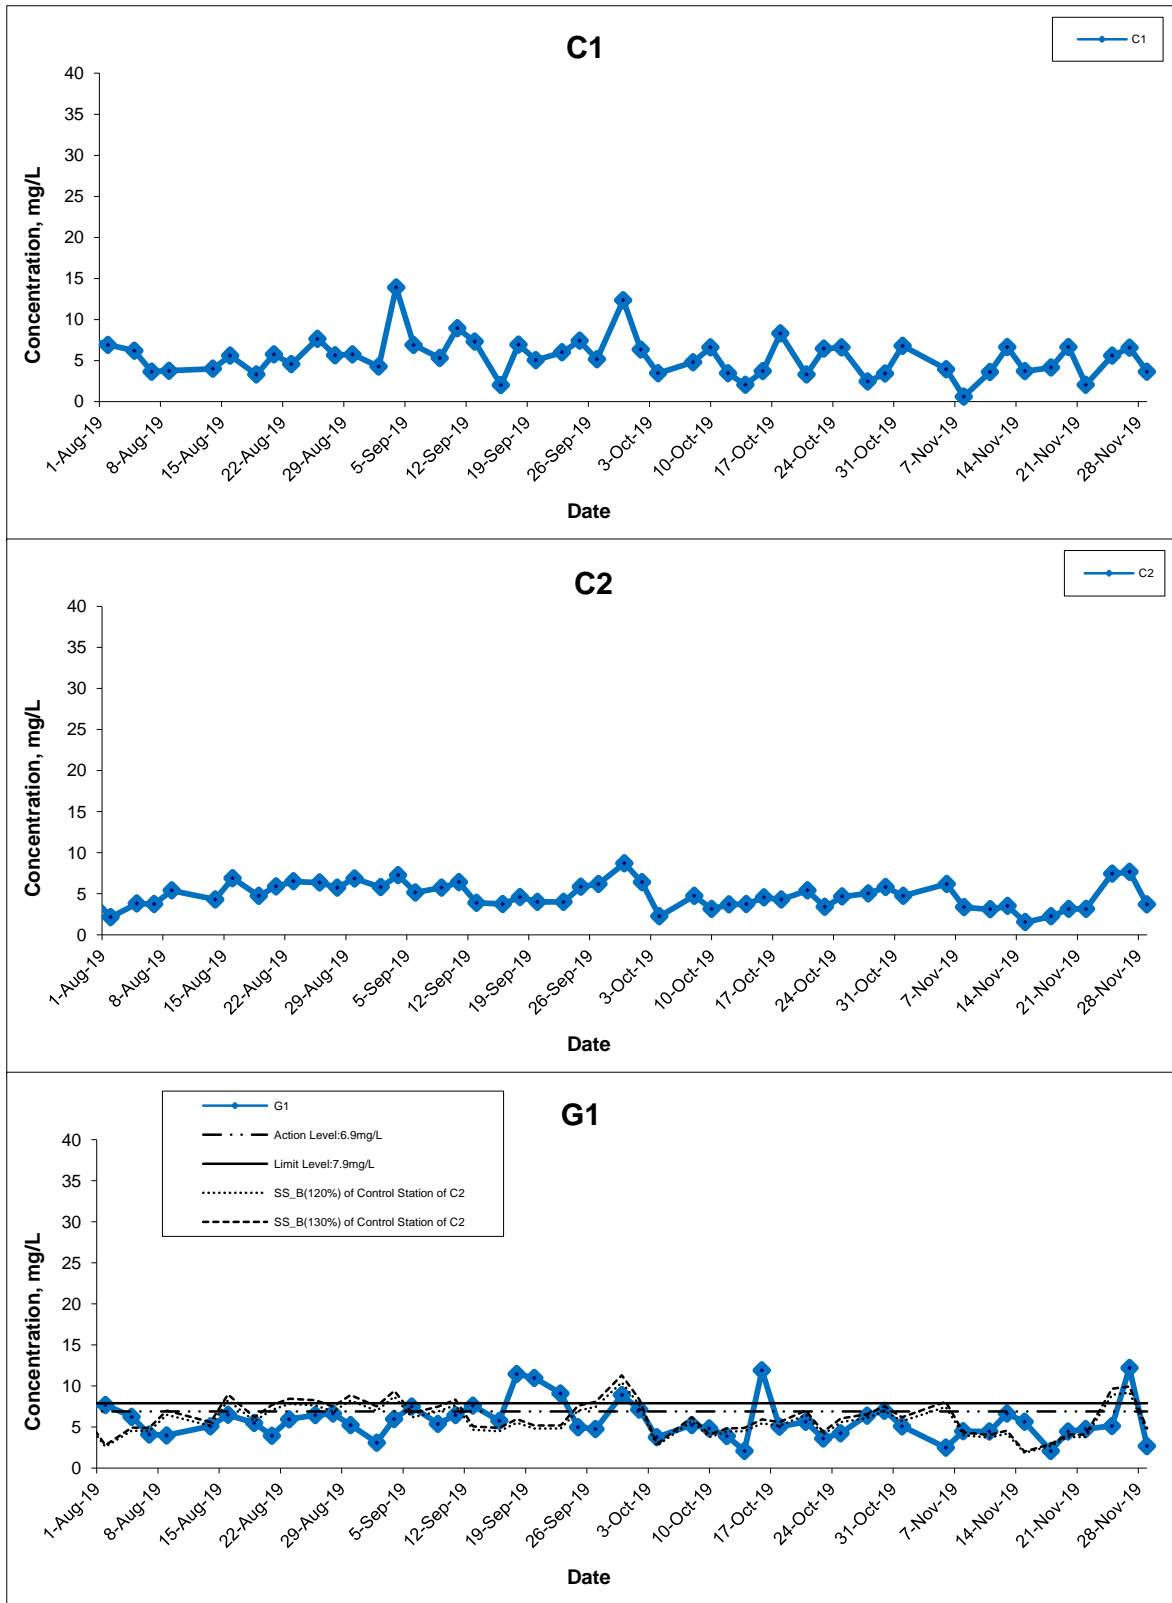 C1
C1
40
35
30
25
20
15
10
5
0
Concentration, mg/L
1-Aug-19
8-Aug-19
15-Aug-19
22-Aug-19
29-Aug-19
5-Sep-19
12-Sep-19
19-Sep-19
26-Sep-19
3-Oct-19
10-Oct-19
17-Oct-19
24-Oct-19
31-Oct-19
7-Nov-19
14-Nov-19
21-Nov-19
28-Nov-19
Date
C2
C2
40
35
30
25
20
15
10
5
0
Concentration, mg/L
1-Aug-19
8-Aug-19
15-Aug-19
22-Aug-19
29-Aug-19
5-Sep-19
12-Sep-19
19-Sep-19
26-Sep-19
3-Oct-19
10-Oct-19
17-Oct-19
24-Oct-19
31-Oct-19
7-Nov-19
14-Nov-19
21-Nov-19
28-Nov-19
Date
G1
G1
Action Level:6.9mg/L
Limit Level:7.9mg/L
SS_B(120%) of Control Station of C2
SS_B(130%) of Control Station of C2
40
35
30
25
20
15
10
5
0
Concentration, mg/L
1-Aug-19
8-Aug-19
15-Aug-19
22-Aug-19
29-Aug-19
5-Sep-19
12-Sep-19
19-Sep-19
26-Sep-19
3-Oct-19
10-Oct-19
17-Oct-19
24-Oct-19
31-Oct-19
7-Nov-19
14-Nov-19
21-Nov-19
28-Nov-19
Date